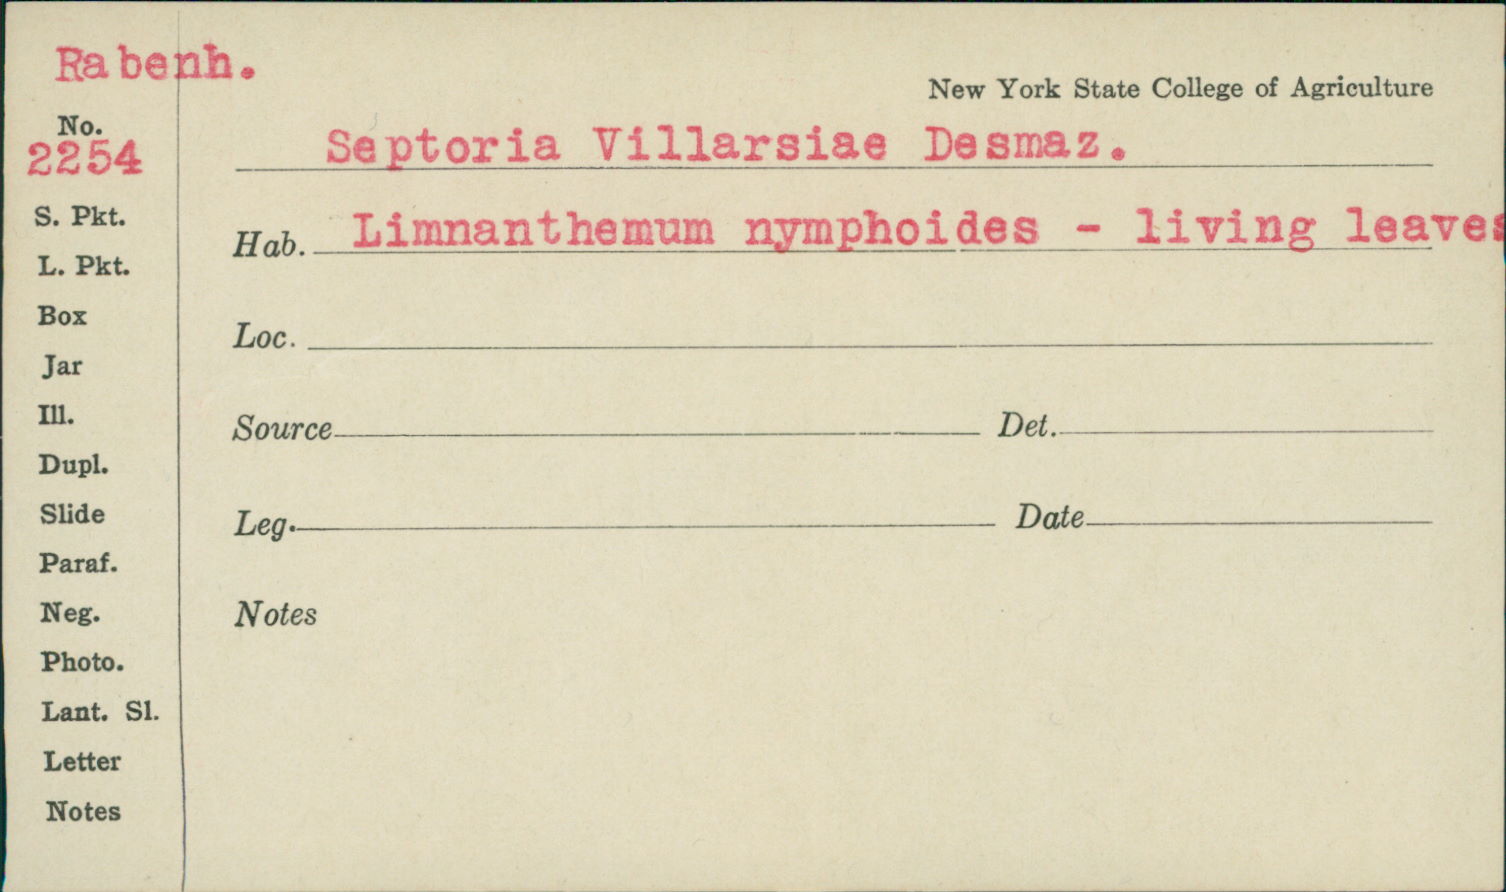 Rabenh.
New York State College of Agriculture
No.
2254
Septoria Villarsiae Desmaz.
S. Pkt.
Hab. Limnanthemum nymphoides - living leaves
L. Pkt.
Box
Loc.
Jar
Ill.
Source Det.
Dupl.
Slide
Leg. Date
Paraf.
Neg.
Notes
Photo.
Lant. Sl.
Letter
Notes